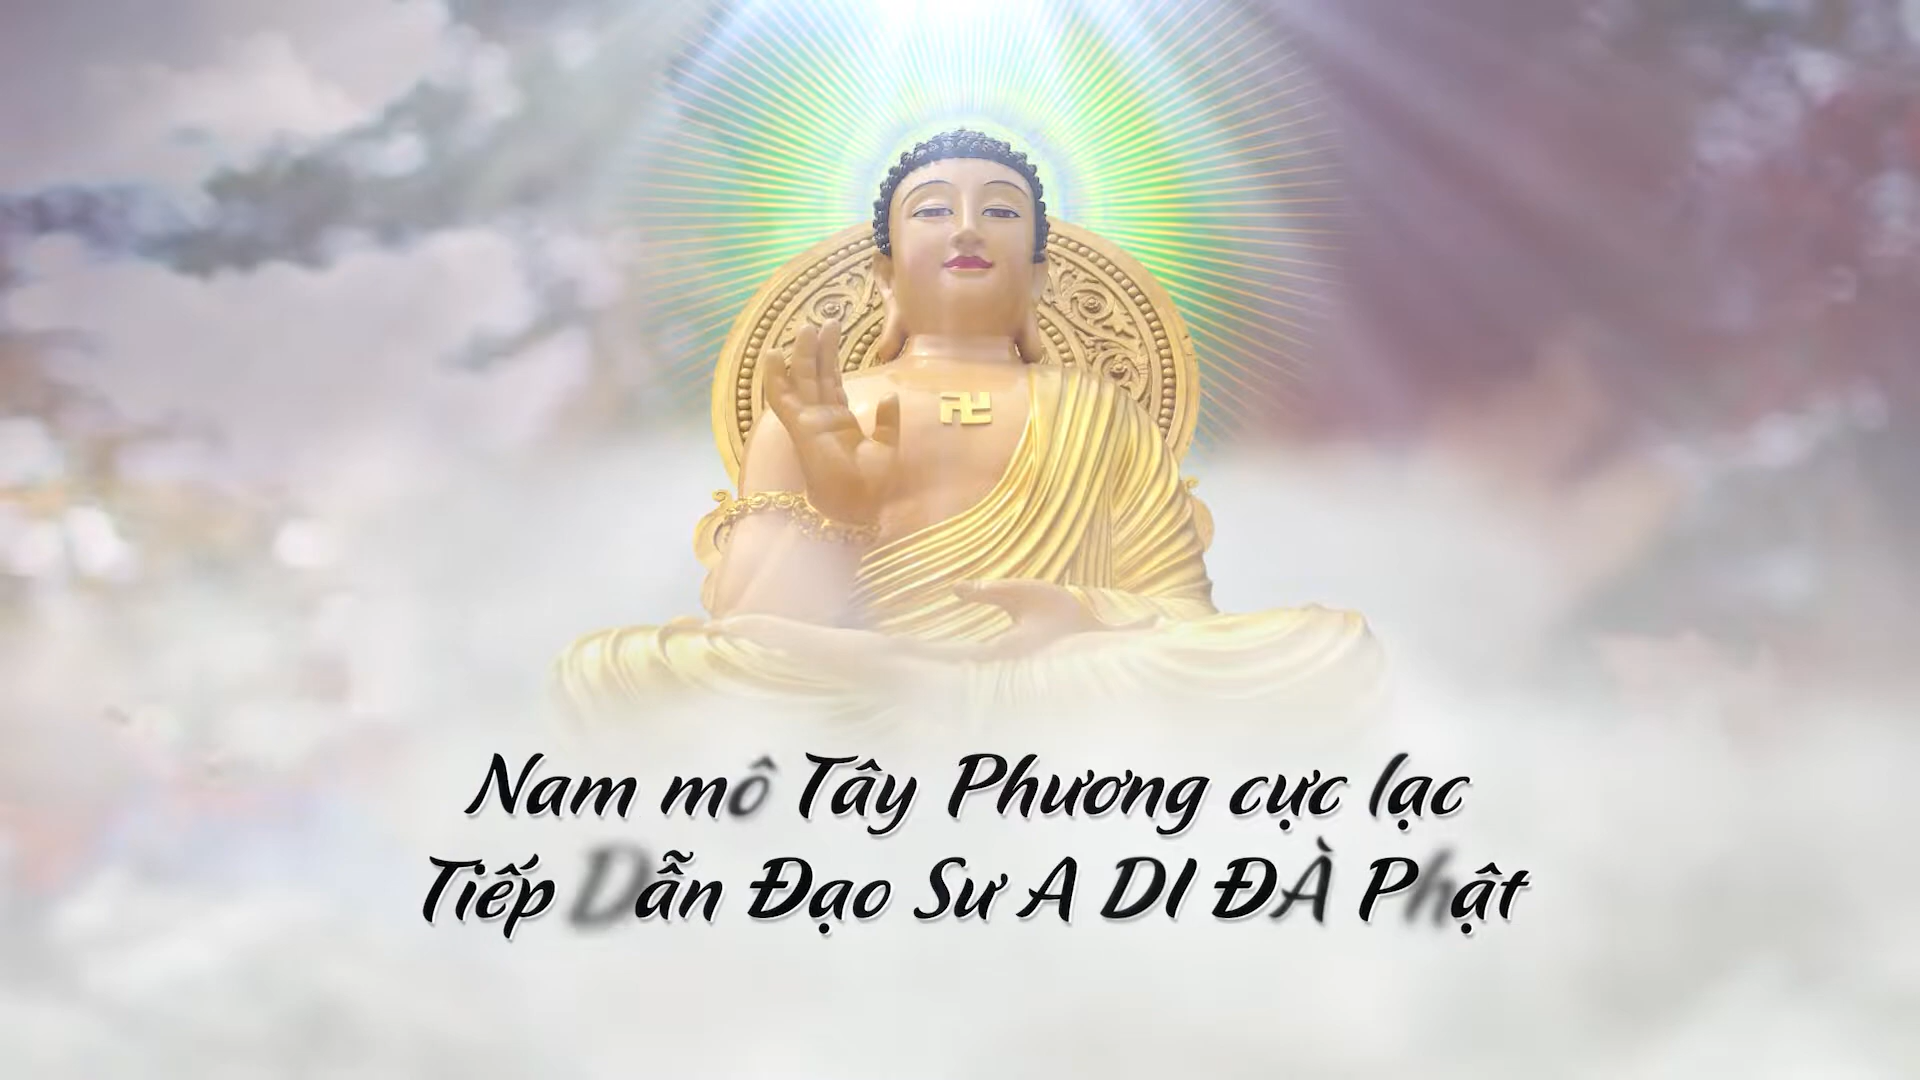 Nam mô Tây Phương cực lạc
Tiếp Dẫn Đạo Sư A DI ĐÀ Phật